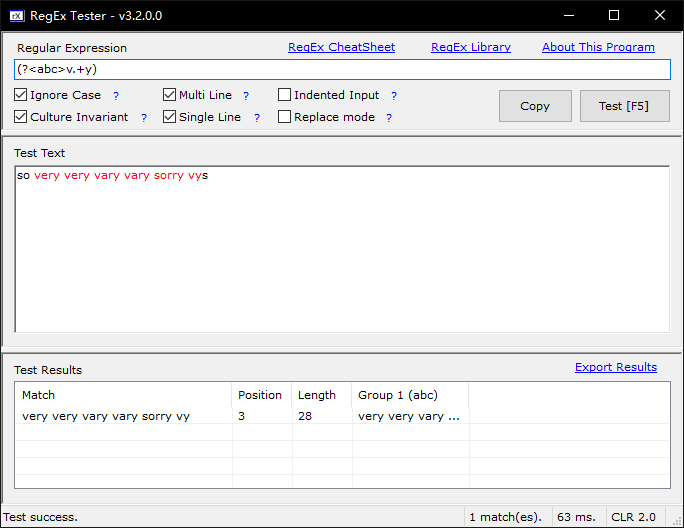 rX RegEx Tester - v3.2.0.0
Regular Expression RegEx CheatSheet RegEx Library About This Program
(?<abc>v.+y)
Ignore Case ? Multi Line ? Indented Input ?
Culture Invariant ? Single Line ? Replace mode ?
Copy Test [F5]
Test Text
so very very vary vary sorry vys
Test Results Export Results
Match Position Length Group 1 (abc)
very very vary vary sorry vy 3 28 very very vary ...
Test success. 1 match(es). 63 ms. CLR 2.0